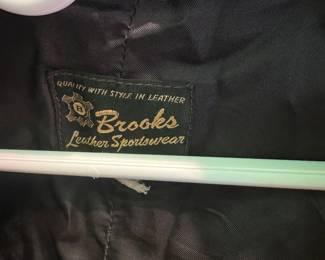 QUALITY WITH STYLE IN LEATHER
B
Brooks
Leather Sportswear